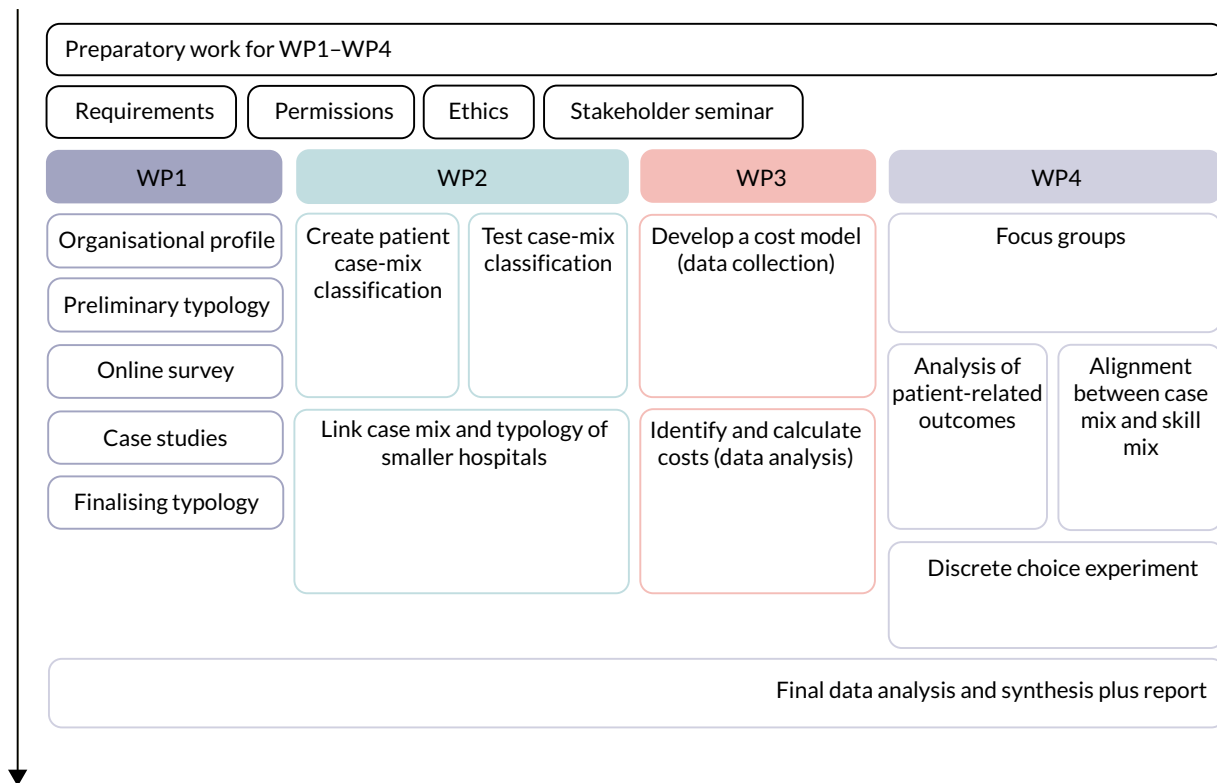 Preparatory work for WP1–WP4
Requirements
Permissions
Ethics
Stakeholder seminar
WP1
WP2
WP3
WP4
Organisational profile
Preliminary typology
Online survey
Case studies
Finalising typology
Create patient
case-mix
classification
Test case-mix
classification
Link case mix and typology of
smaller hospitals
Develop a cost model
(data collection)
Identify and calculate
costs (data analysis)
Focus groups
Analysis of
patient-related
outcomes
Alignment
between case
mix and skill
mix
Discrete choice experiment
Final data analysis and synthesis plus report